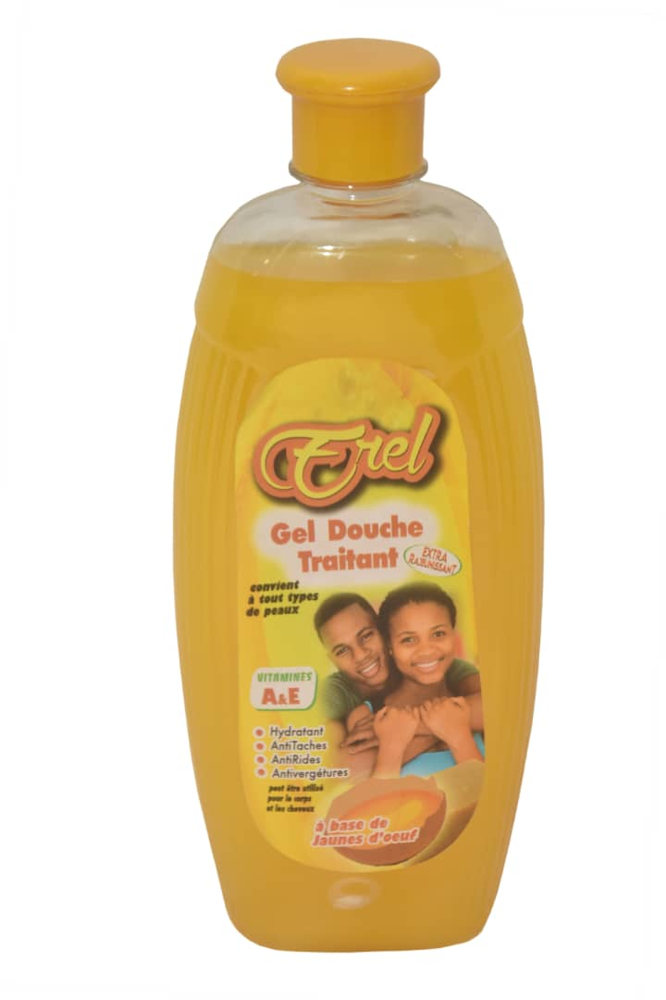 Erel
Gel Douche
Traitant
EXTRA
RAJEUNISSANT
convient
à tout types
de peaux
VITAMINES
A&E
Hydratant
AntiTaches
AntiRides
Antivergétures
peut être utilisé
pour le corps
et les cheveux
à base de
Jaunes d'oeuf